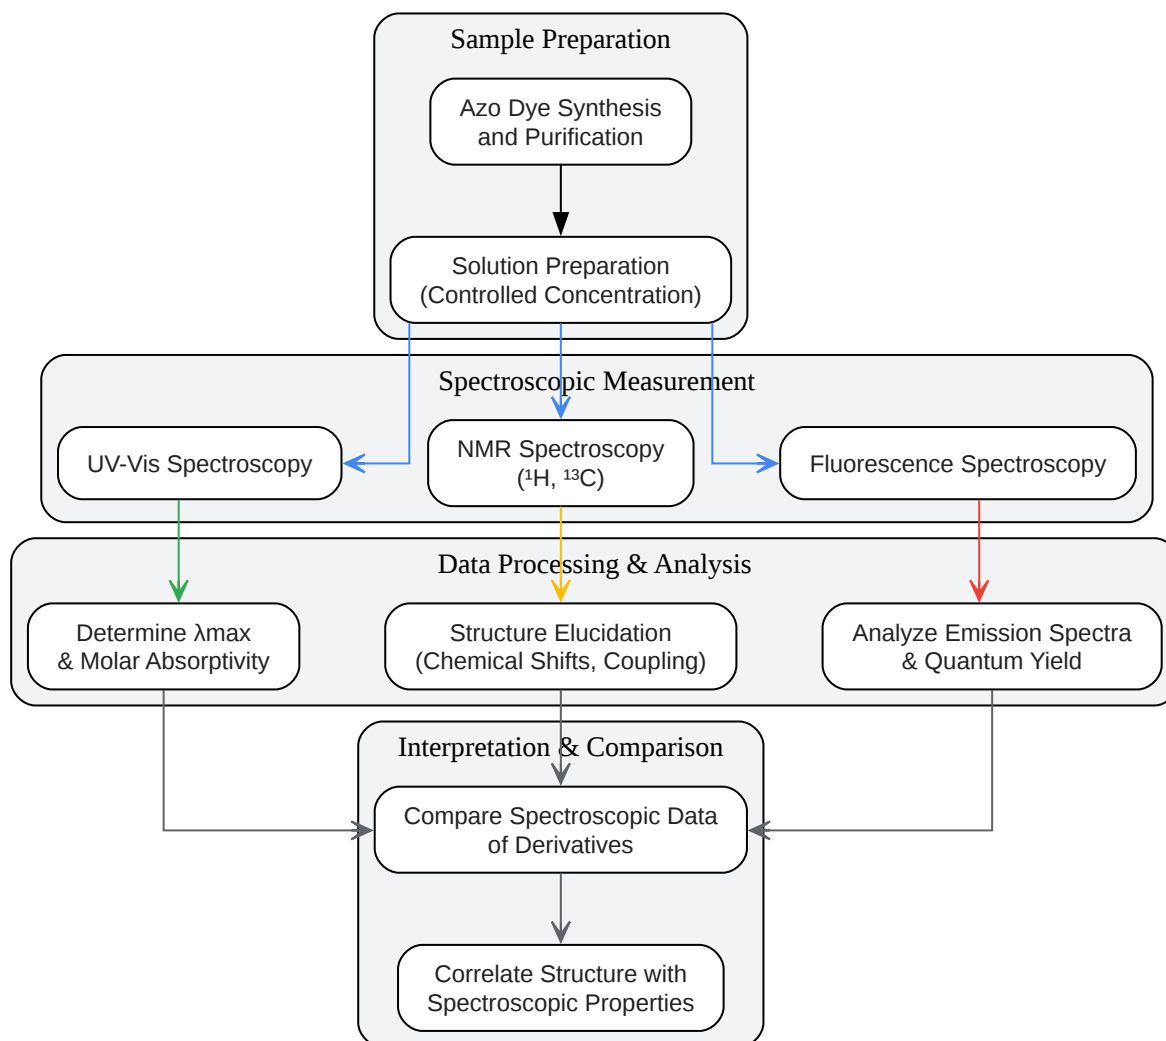 Sample Preparation
Azo Dye Synthesis
and Purification
Solution Preparation
(Controlled Concentration)
Spectroscopic Measurement
UV-Vis Spectroscopy
NMR Spectroscopy
(¹H, ¹³C)
Fluorescence Spectroscopy
Data Processing & Analysis
Determine λmax
& Molar Absorptivity
Structure Elucidation
(Chemical Shifts, Coupling)
Analyze Emission Spectra
& Quantum Yield
Interpretation & Comparison
Compare Spectroscopic Data
of Derivatives
Correlate Structure with
Spectroscopic Properties